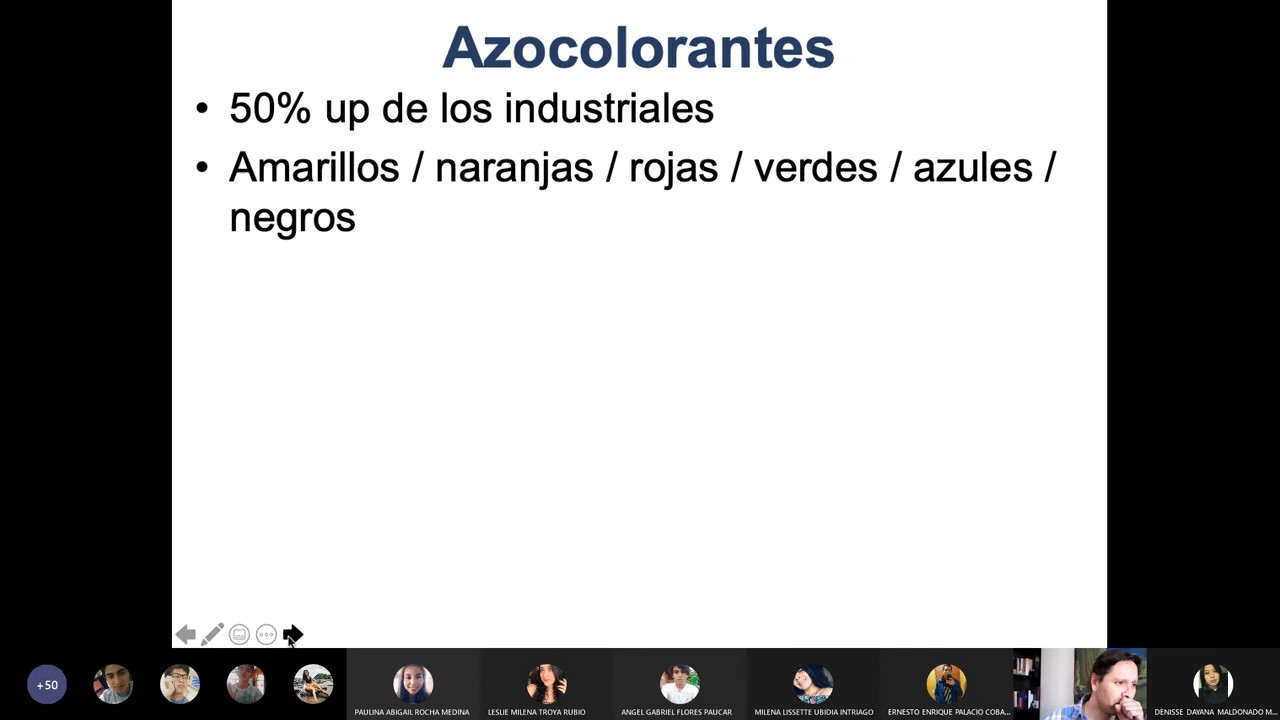 Azocolorantes
• 50% up de los industriales
• Amarillos / naranjas / rojas / verdes / azules /
negros
+50
PAULINA ABIGAIL ROCHA MEDINA
LESLIE MILENA TROYA RUBIO
ANGEL GABRIEL FLORES PAUCAR
MILENA LISSETTE UBIDIA INTRIAGO
ERNESTO ENRIQUE PALACIO COBA...
DENISSE DAYANA MALDONADO M...